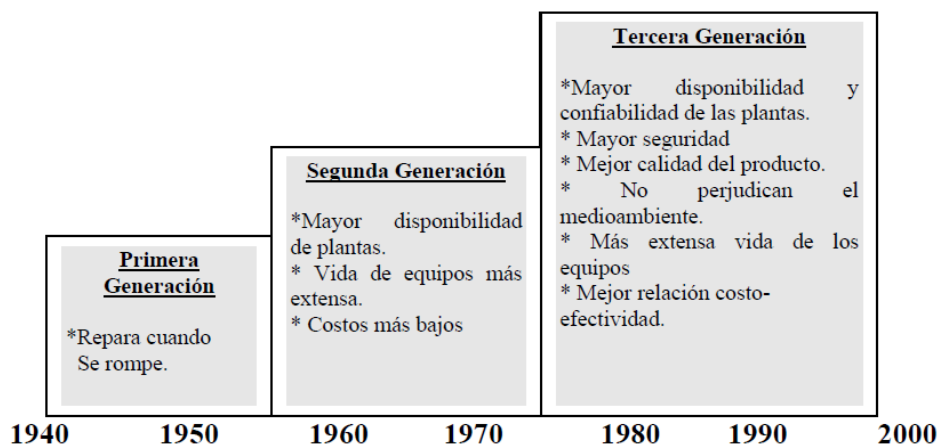 Primera
Generación
*Repara cuando
Se rompe.
Segunda Generación
*Mayor disponibilidad
de plantas.
* Vida de equipos más
extensa.
* Costos más bajos
Tercera Generación
*Mayor disponibilidad y
confiabilidad de las plantas.
* Mayor seguridad
* Mejor calidad del producto.
* No perjudican el
medioambiente.
* Más extensa vida de los
equipos
* Mejor relación costo-
efectividad.
1940 1950 1960 1970 1980 1990 2000